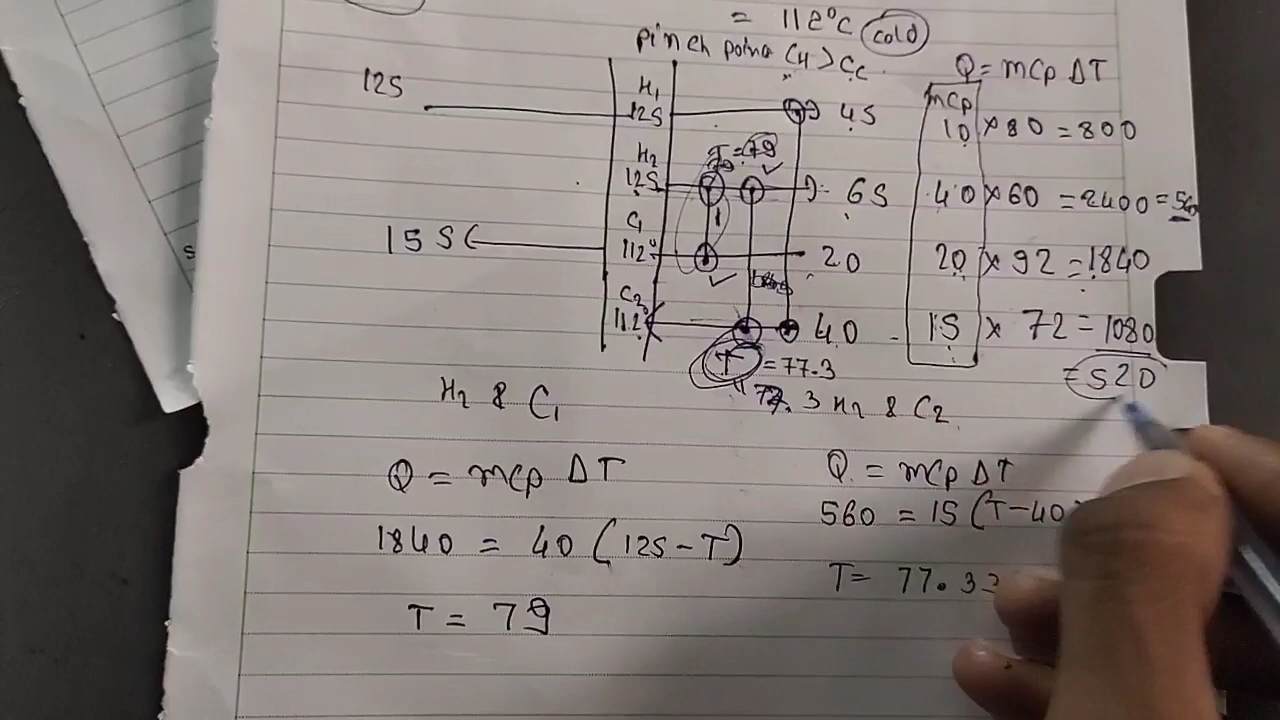 = 112°C cold
pinch point (4) Cc
Q = mCp ΔT
125
H1
125
45
mCp
10 × 80 = 800
H2
T = 79
125
65
40 × 60 = 2400 = 560
155
C1
112°
20
20 × 92 = 1840
C2
112°
40
15 × 72 = 1080
T = 77.3
= 520
77.3 H2 & C2
H2 & C1
Q = mCp ΔT
Q = mCp ΔT
560 = 15 (T-40
1840 = 40 (125 - T)
T = 77.33
T = 79